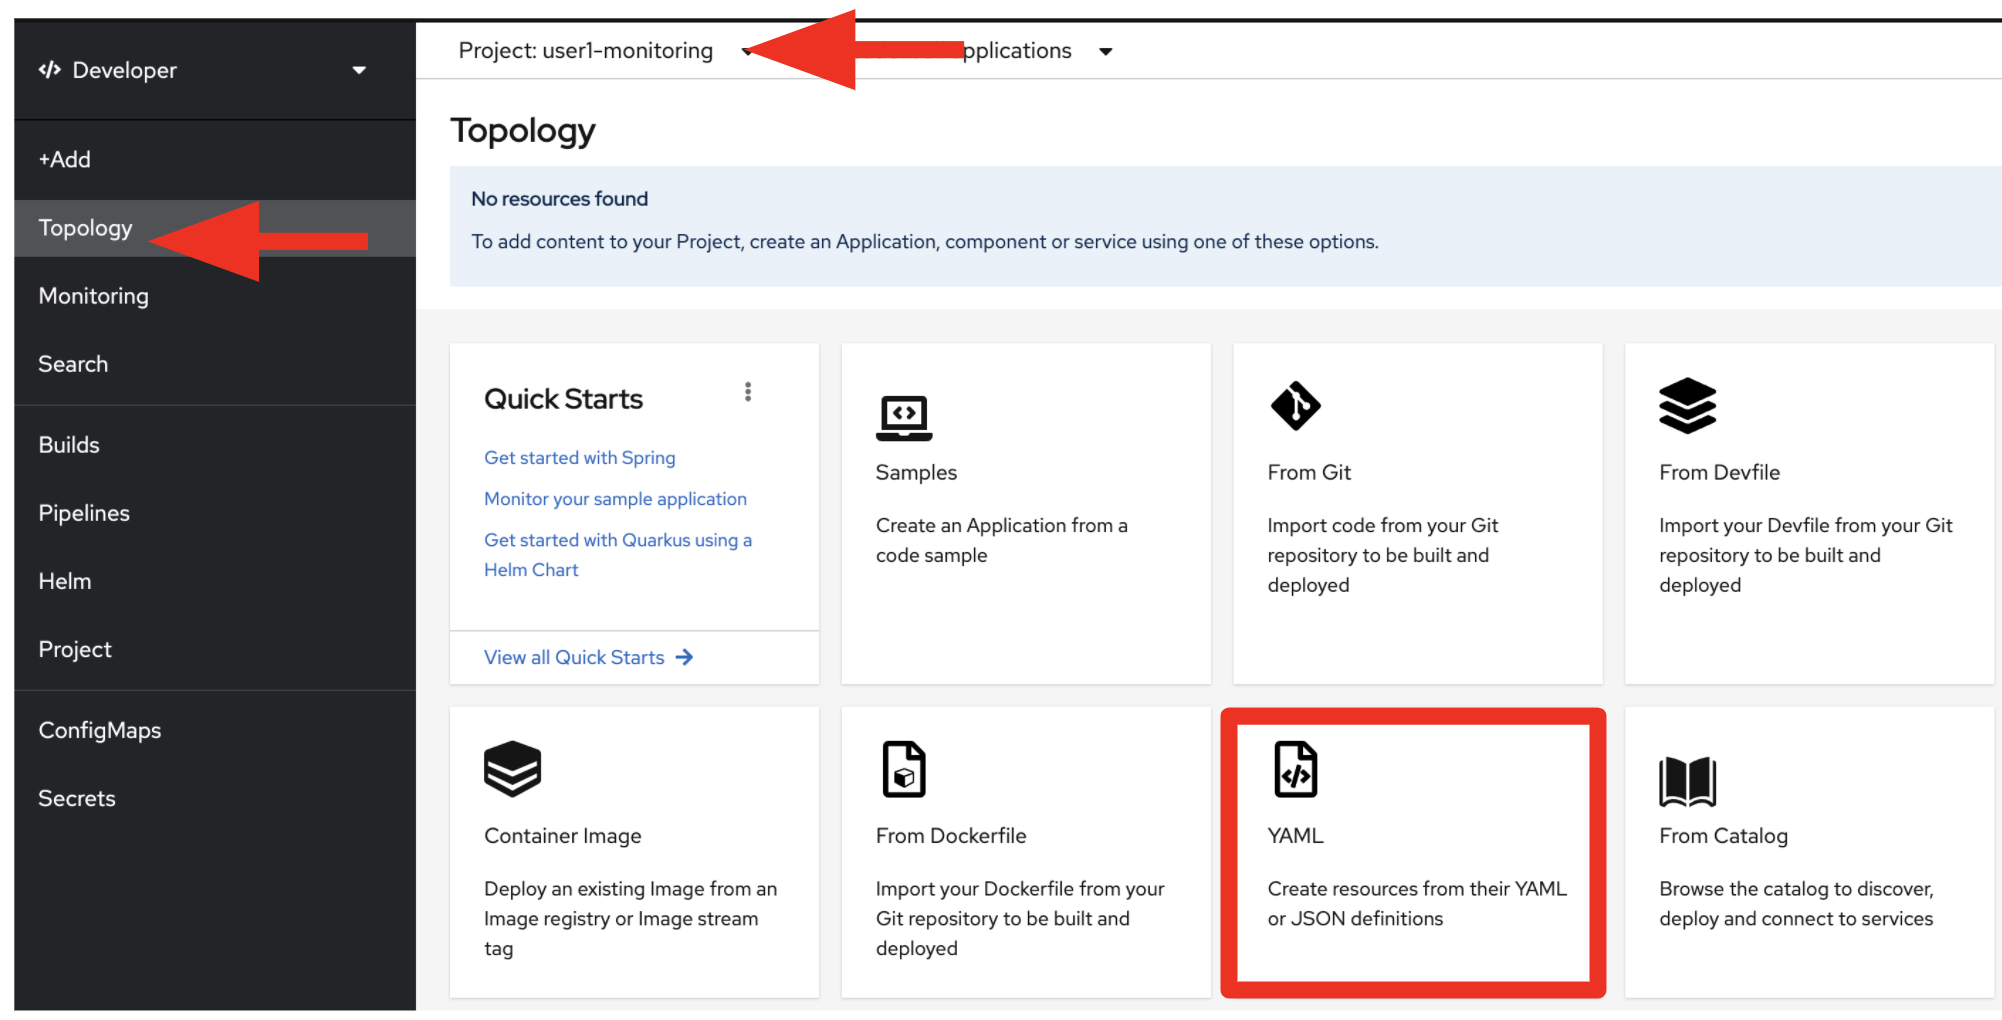 Developer
Project: user1-monitoring
+Add
Topology
Monitoring
Search
Builds
Pipelines
Helm
Project
ConfigMaps
Secrets
Topology
No resources found
To add content to your Project, create an Application, component or service using one of these options.
Quick Starts
Get started with Spring
Monitor your sample application
Get started with Quarkus using a
Helm Chart
View all Quick Starts
Samples
Create an Application from a
code sample
From Git
Import code from your Git
repository to be built and
deployed
From Devfile
Import your Devfile from your Git
repository to be built and
deployed
Container Image
Deploy an existing Image from an
Image registry or Image stream
tag
From Dockerfile
Import your Dockerfile from your
Git repository to be built and
deployed
YAML
Create resources from their YAML
or JSON definitions
From Catalog
Browse the catalog to discover,
deploy and connect to services